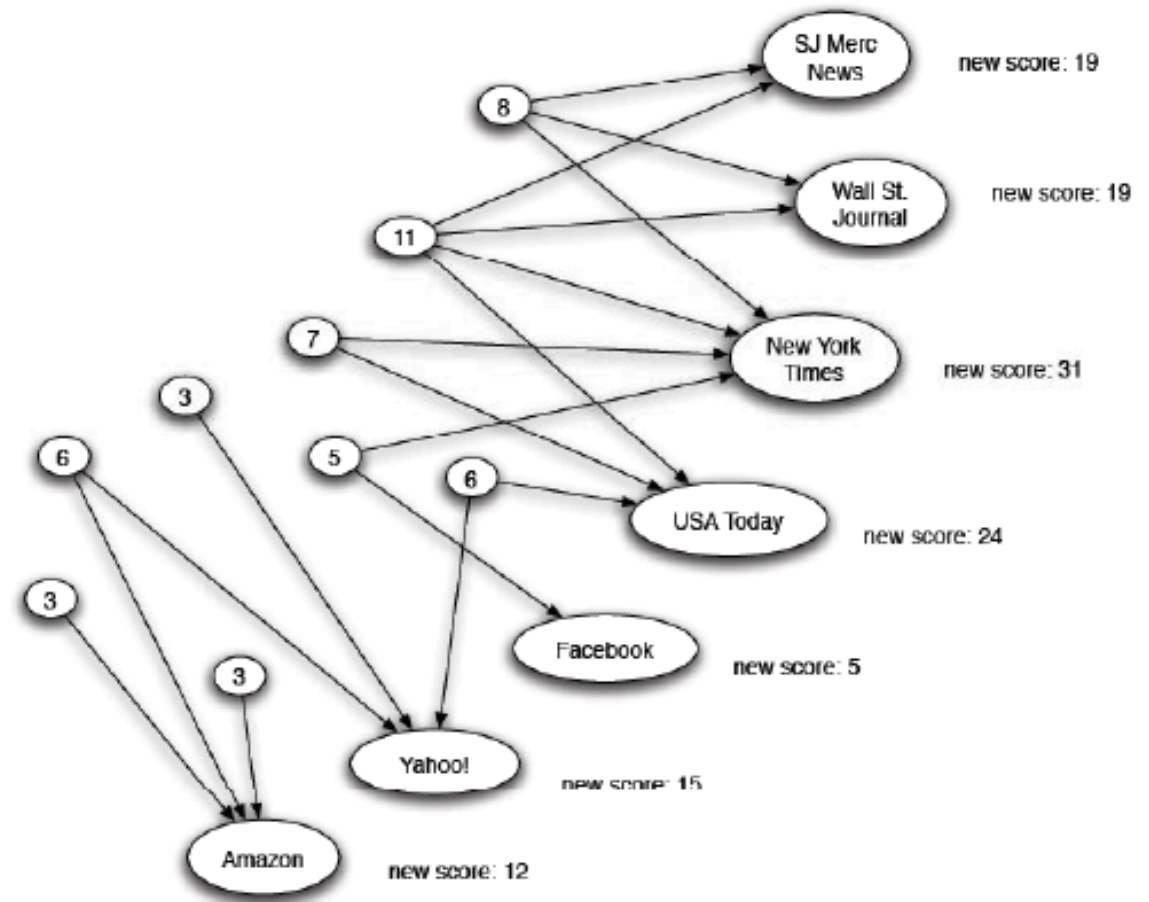 SJ Merc
News
new score: 19
8
Wall St.
Journal
new score: 19
11
7
New York
Times
new score: 31
3
6
5
6
USA Today
new score: 24
3
Facebook
new score: 5
3
Yahoo!
new score: 15
Amazon
new score: 12